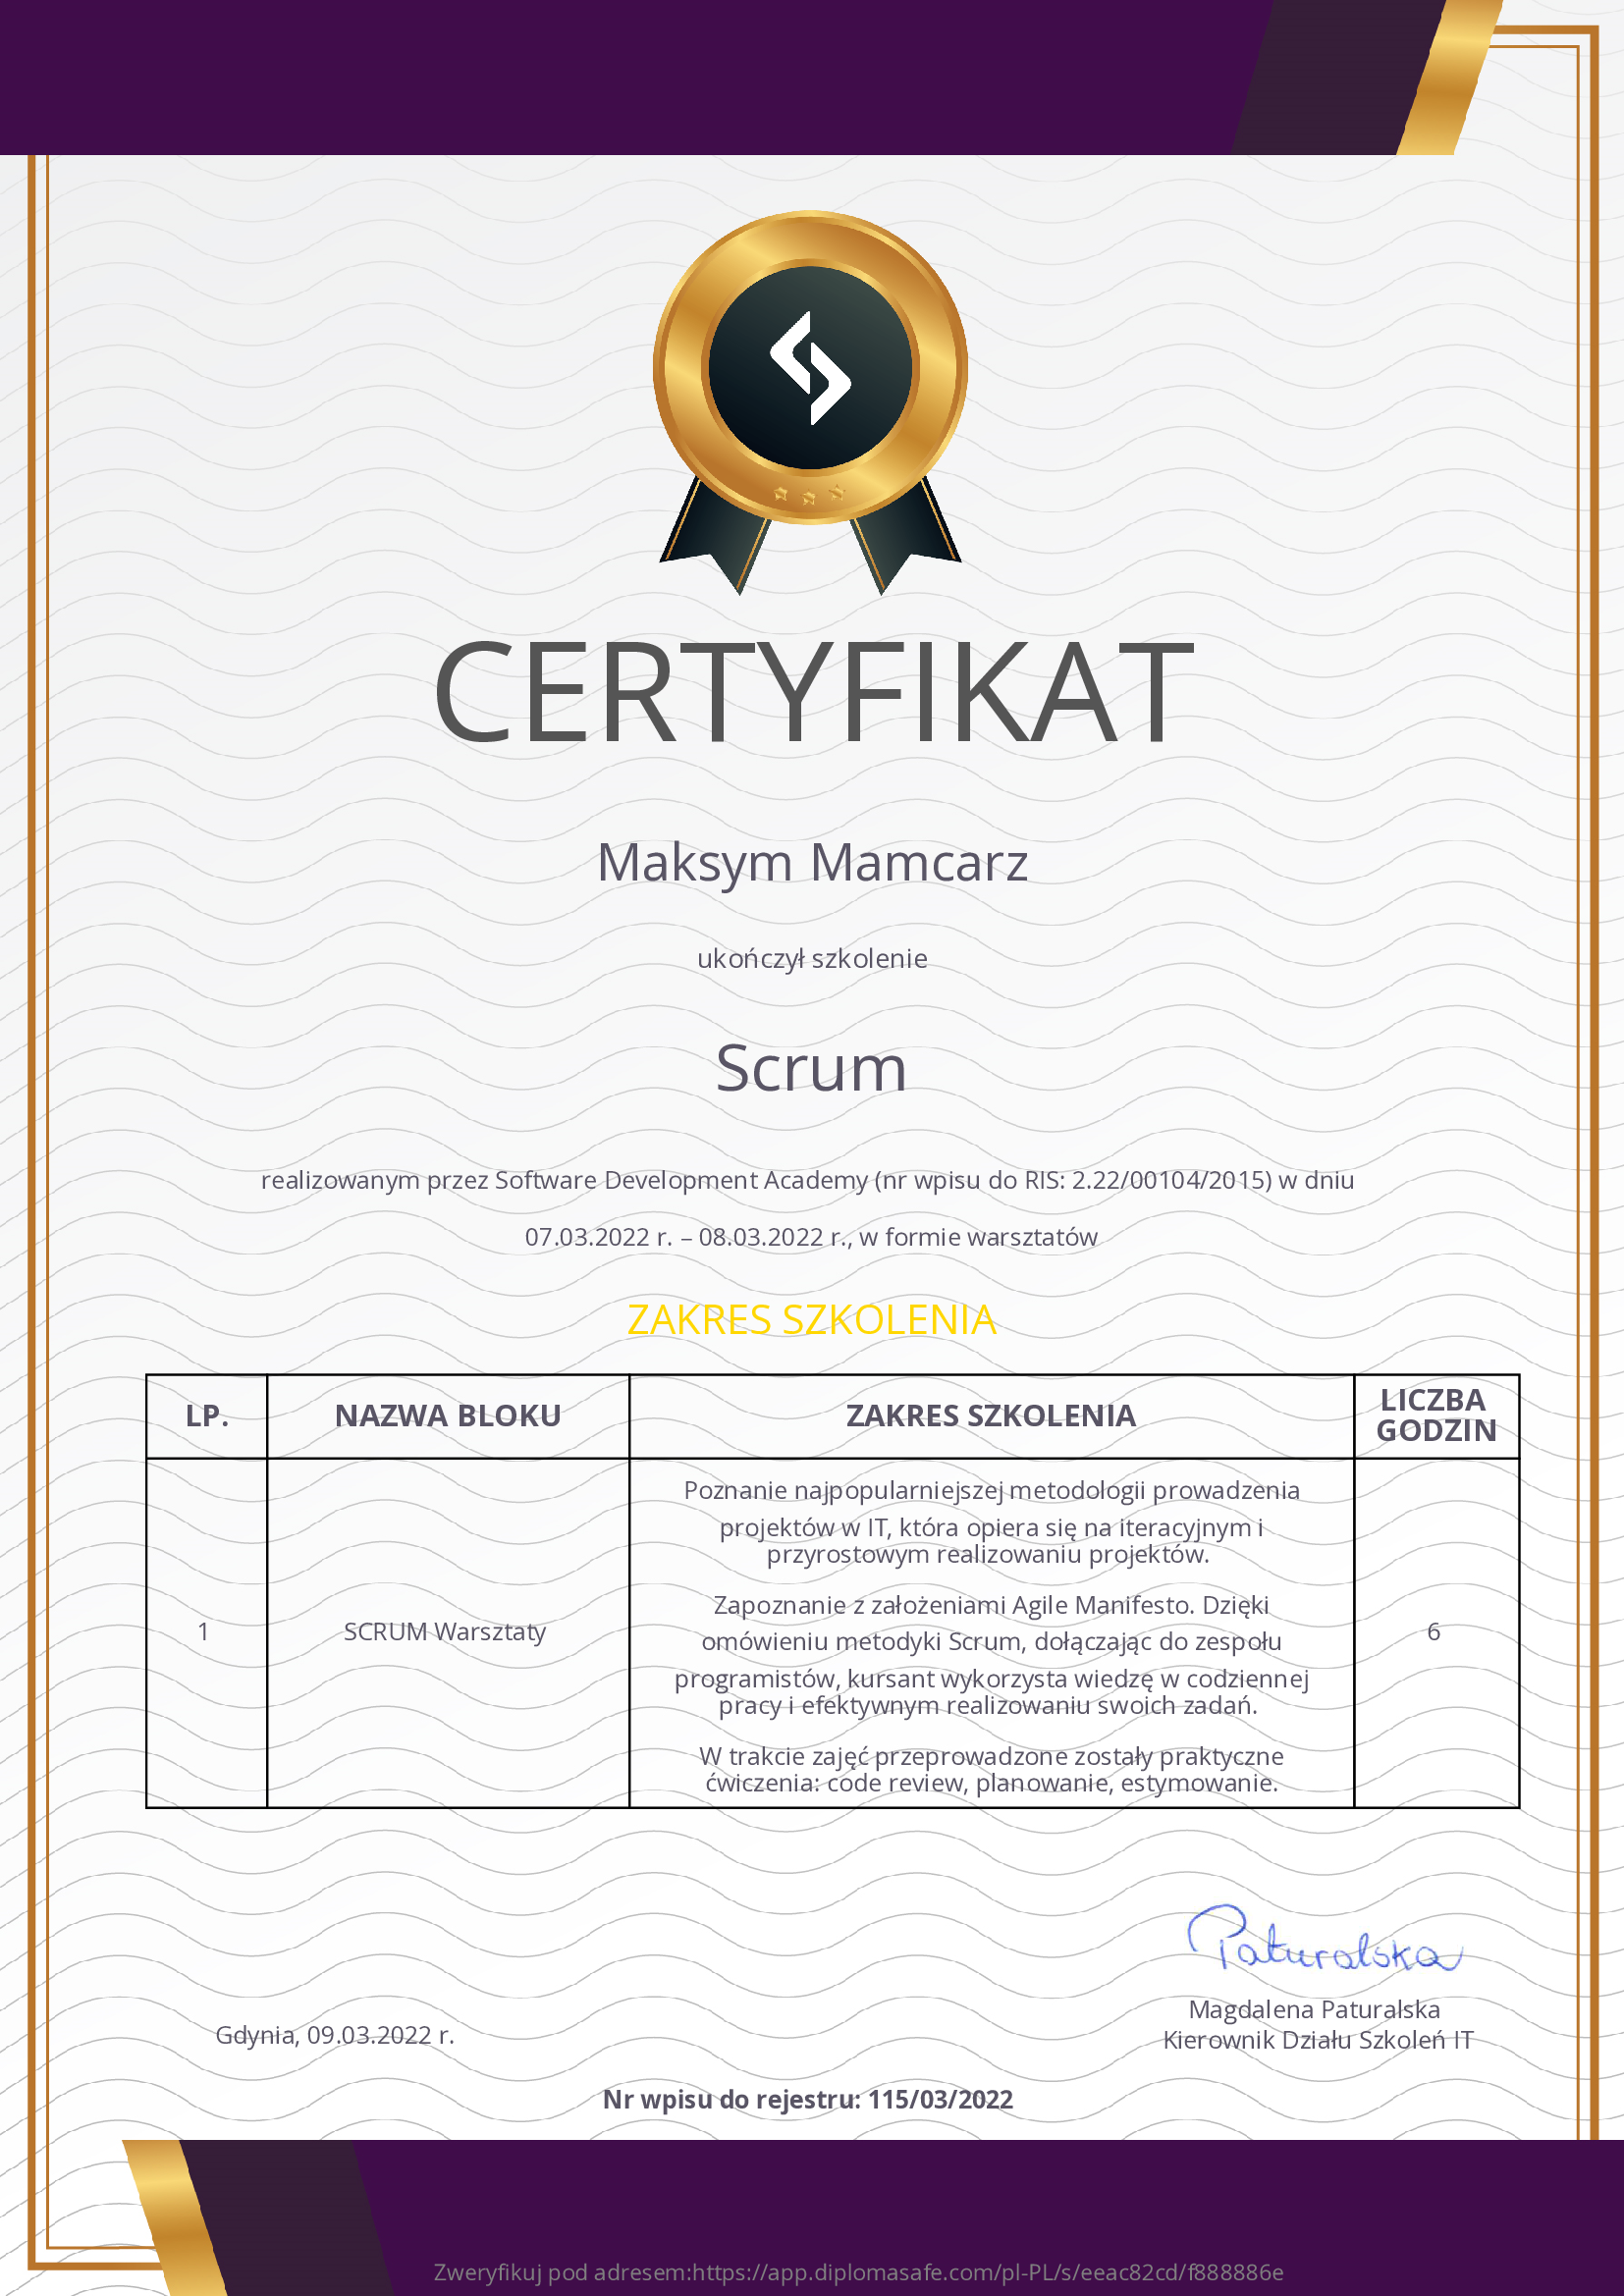 CERTYFIKAT
Maksym Mamcarz
ukończył szkolenie
Scrum
realizowanym przez Software Development Academy (nr wpisu do RIS: 2.22/00104/2015) w dniu
07.03.2022 r. – 08.03.2022 r., w formie warsztatów
ZAKRES SZKOLENIA
LP.
NAZWA BLOKU
ZAKRES SZKOLENIA
LICZBA
GODZIN
1
SCRUM Warsztaty
Poznanie najpopularniejszej metodologii prowadzenia
projektów w IT, która opiera się na iteracyjnym i
przyrostowym realizowaniu projektów.
Zapoznanie z założeniami Agile Manifesto. Dzięki
omówieniu metodyki Scrum, dołączając do zespołu
programistów, kursant wykorzysta wiedzę w codziennej
pracy i efektywnym realizowaniu swoich zadań.
W trakcie zajęć przeprowadzone zostały praktyczne
ćwiczenia: code review, planowanie, estymowanie.
6
Paturalska
Magdalena Paturalska
Kierownik Działu Szkoleń IT
Gdynia, 09.03.2022 r.
Nr wpisu do rejestru: 115/03/2022
Zweryfikuj pod adresem:https://app.diplomasafe.com/pl-PL/s/eeac82cd/f888886e